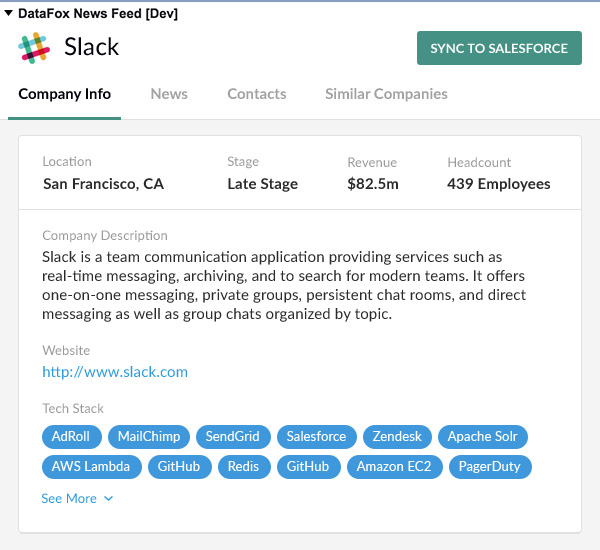 DataFox News Feed [Dev]
Slack
SYNC TO SALESFORCE
Company Info News Contacts Similar Companies
Location Stage Revenue Headcount
San Francisco, CA Late Stage $82.5m 439 Employees
Company Description
Slack is a team communication application providing services such as
real-time messaging, archiving, and to search for modern teams. It offers
one-on-one messaging, private groups, persistent chat rooms, and direct
messaging as well as group chats organized by topic.
Website
http://www.slack.com
Tech Stack
AdRoll MailChimp SendGrid Salesforce Zendesk Apache Solr
AWS Lambda GitHub Redis GitHub Amazon EC2 PagerDuty
See More